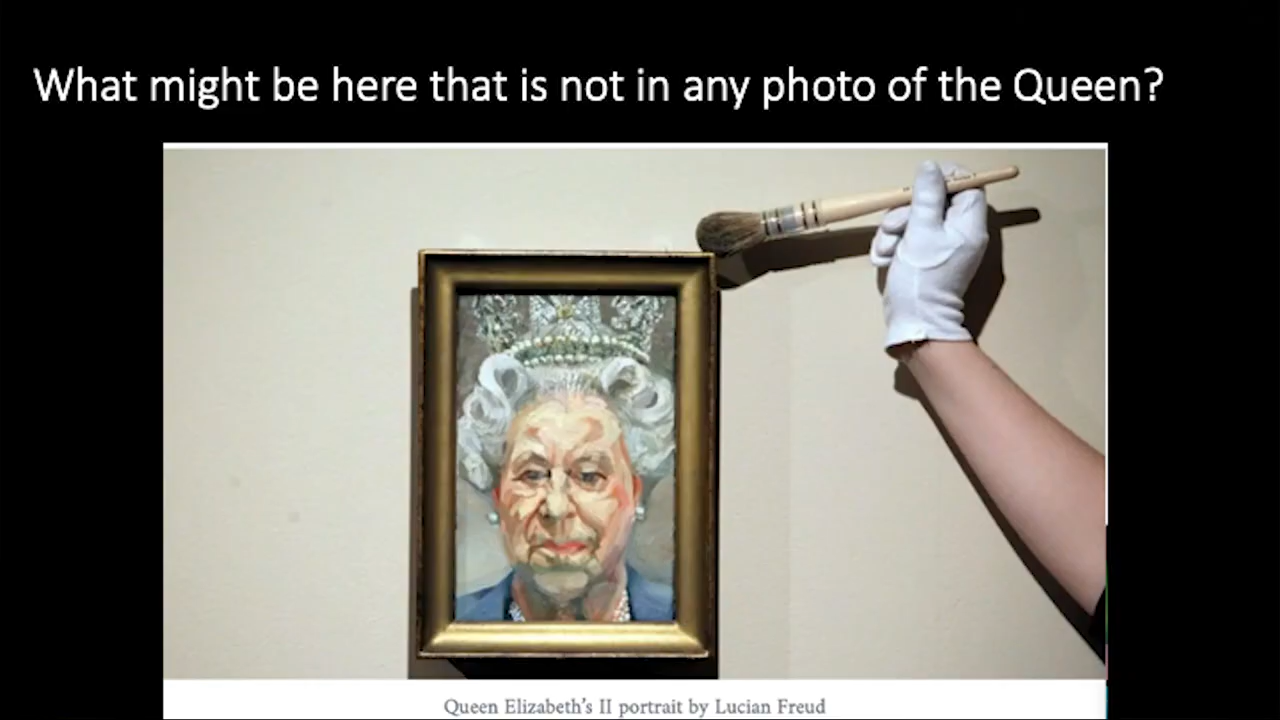 What might be here that is not in any photo of the Queen?
Queen Elizabeth's II portrait by Lucian Freud